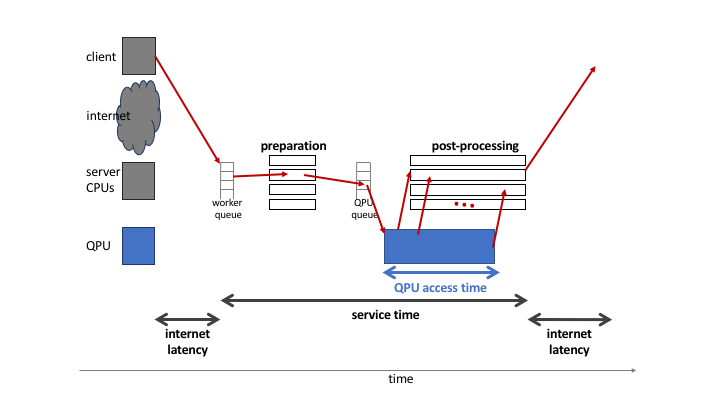 client
internet
server
CPUs
QPU
preparation
post-processing
worker
queue
QPU
queue
QPU access time
service time
internet
latency
internet
latency
time